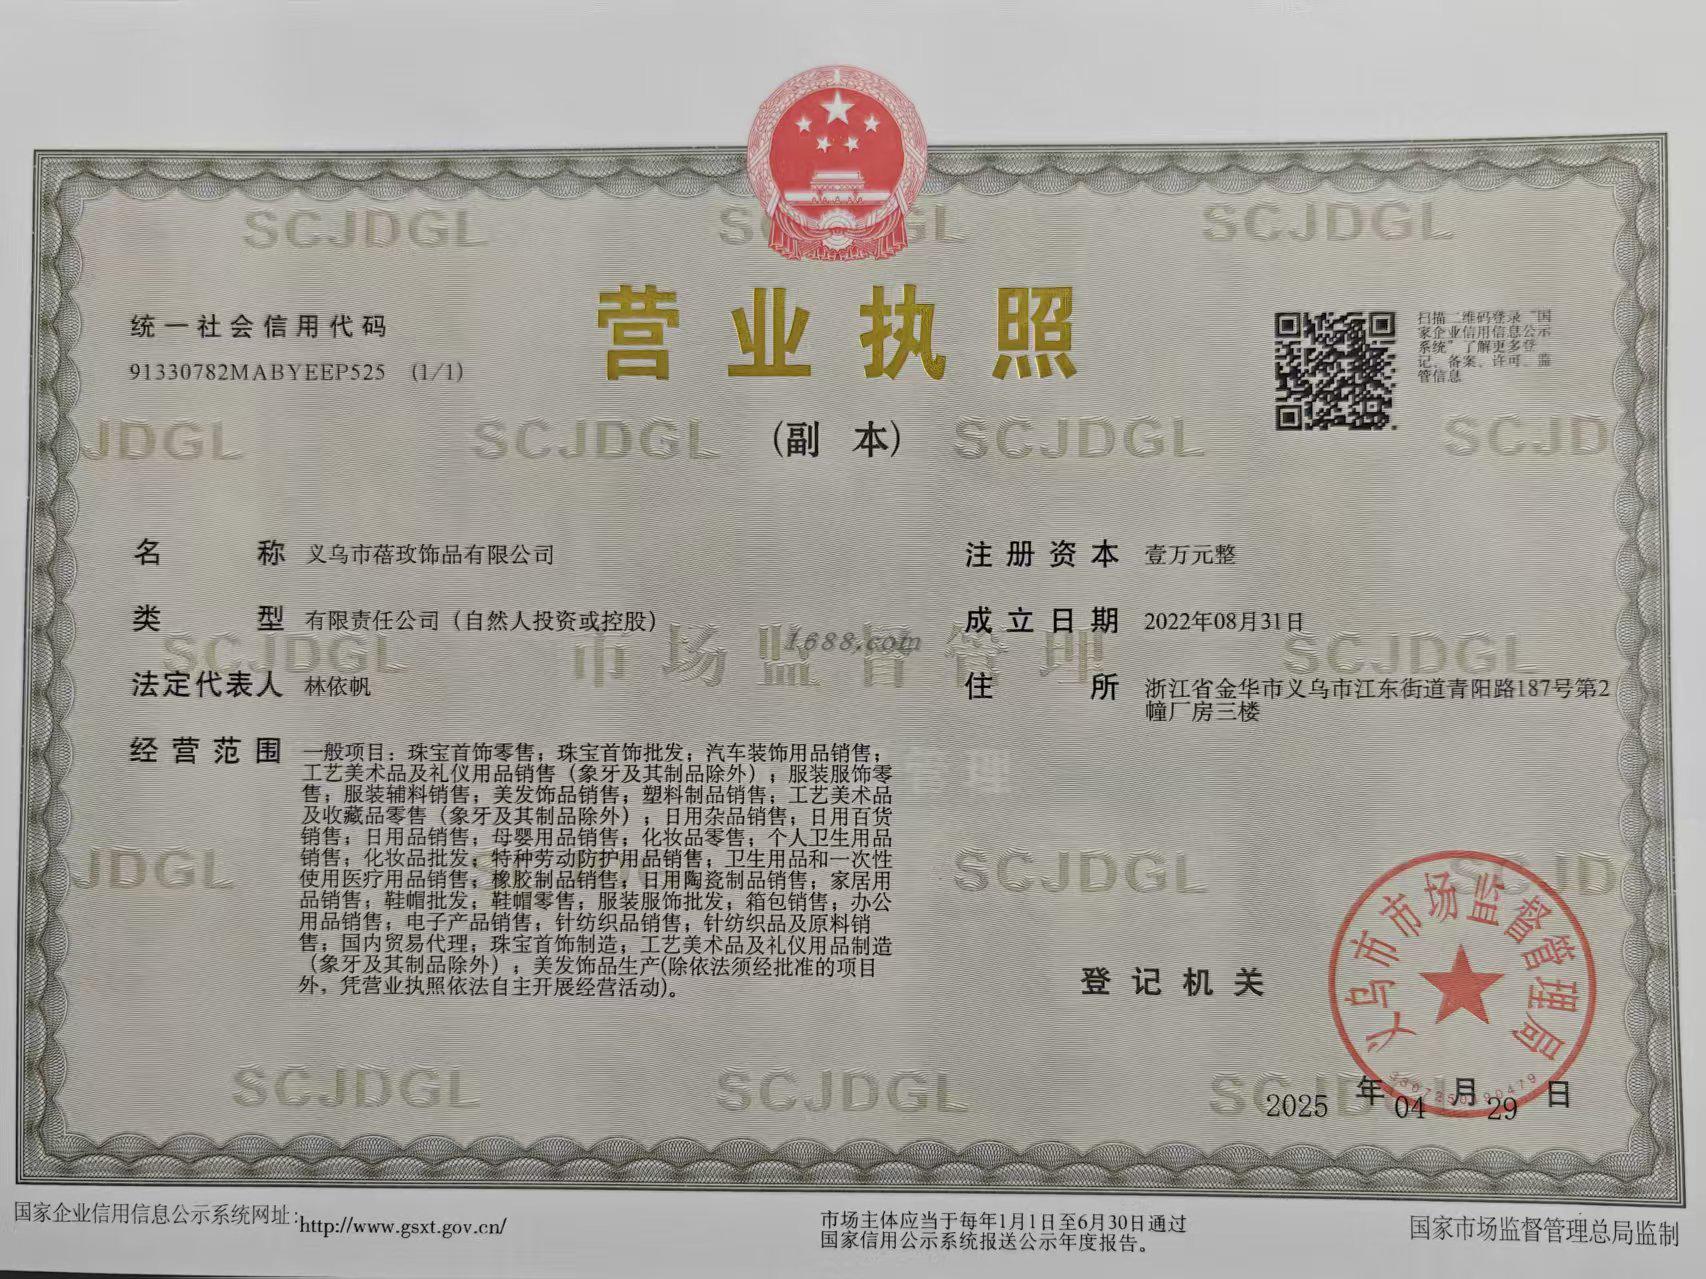 SCJDGL SCJDGL SCJDGL
统一社会信用代码
91330782MABYEEP525 (1/1)
营业执照
(副 本)
扫描二维码登录“国
家企业信用信息公示
系统”了解更多登
记、备案、许可、监
管信息
JDGL SCJDGL SCJDGL SCJD
名 称 义乌市蓓玫饰品有限公司
类 型 有限责任公司（自然人投资或控股）
法定代表人 林依帆
经营范围 一般项目：珠宝首饰零售；珠宝首饰批发；汽车装饰用品销售；
工艺美术品及礼仪用品销售（象牙及其制品除外）；服装服饰零
售；服装辅料销售；美发饰品销售；塑料制品销售；工艺美术品
及收藏品零售（象牙及其制品除外）；日用杂品销售；日用百货
销售；日用品销售；母婴用品销售；化妆品零售；个人卫生用品
销售；化妆品批发；特种劳动防护用品销售；卫生用品和一次性
使用医疗用品销售；橡胶制品销售；日用陶瓷制品销售；家居用
品销售；鞋帽批发；鞋帽零售；服装服饰批发；箱包销售；办公
用品销售；电子产品销售；针纺织品销售；针纺织品及原料销
售；国内贸易代理；珠宝首饰制造；工艺美术品及礼仪用品制造
（象牙及其制品除外）；美发饰品生产(除依法须经批准的项目
外，凭营业执照依法自主开展经营活动)。
注册资本 壹万元整
成立日期 2022年08月31日
住 所 浙江省金华市义乌市江东街道青阳路187号第2
幢厂房三楼
SCJDGL 市场监督管理 SCJDGL
1688.com
管理
JDGL SCJDGL SCJD
登记机关
义乌市市场监督管理局
2025 年 04 月 29 日
SCJDGL SCJDGL SCJDGL
国家企业信用信息公示系统网址：http://www.gsxt.gov.cn/
市场主体应当于每年1月1日至6月30日通过
国家信用公示系统报送公示年度报告。
国家市场监督管理总局监制